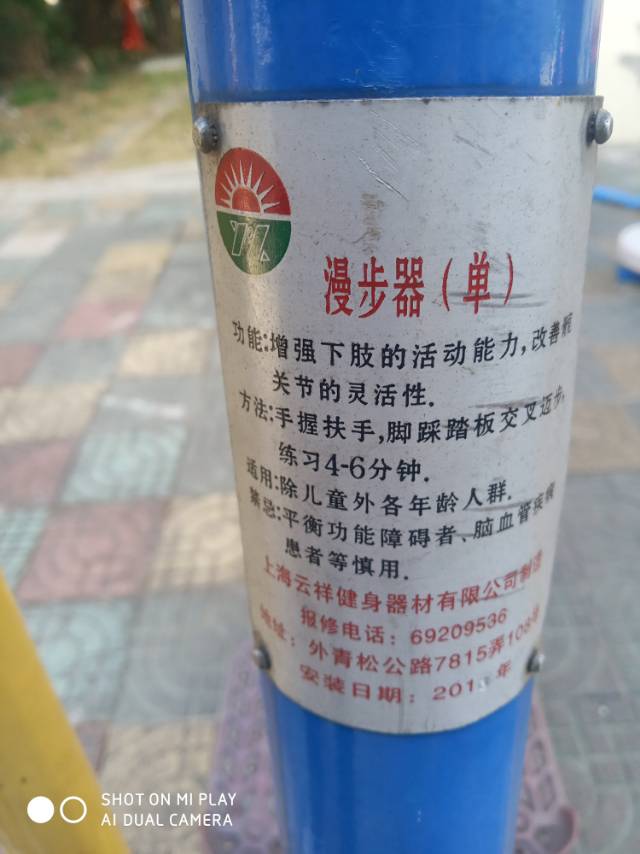 YX
漫步器（单）
功能:增强下肢的活动能力,改善髋
关节的灵活性.
方法:手握扶手,脚踩踏板交叉迈步,
练习4-6分钟.
适用:除儿童外各年龄人群.
禁忌:平衡功能障碍者、脑血管疾病
患者等慎用.
上海云祥健身器材有限公司制造
报修电话：69209536
地址：外青松公路7815弄108号
安装日期：201 年
SHOT ON MI PLAY
AI DUAL CAMERA